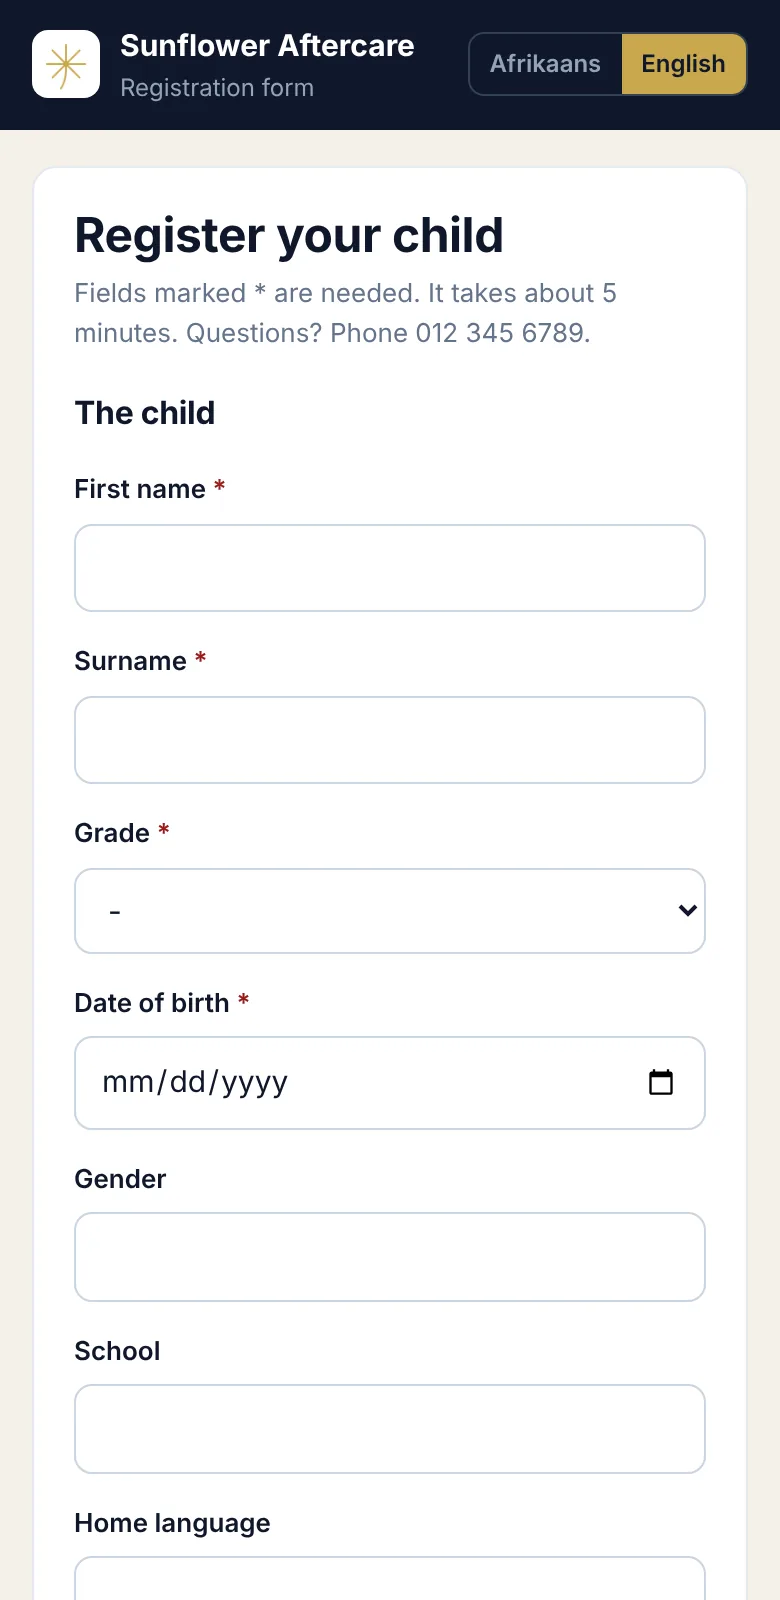 Sunflower Aftercare
Registration form
Afrikaans
English
Register your child
Fields marked * are needed. It takes about 5
minutes. Questions? Phone 012 345 6789.
The child
First name *
Surname *
Grade *
-
Date of birth *
mm/dd/yyyy
Gender
School
Home language